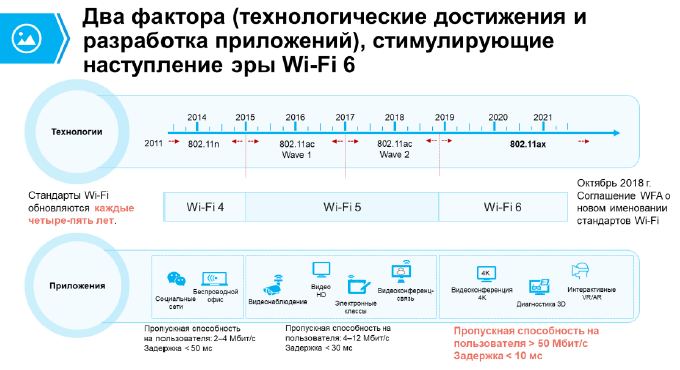 Два фактора (технологические достижения и
разработка приложений), стимулирующие
наступление эры Wi-Fi 6
Технологии
2014 2015 2016 2017 2018 2019 2020 2021
2011
802.11n
802.11ac
Wave 1
802.11ac
Wave 2
802.11ax
Стандарты Wi-Fi
обновляются каждые
четыре-пять лет.
Wi-Fi 4
Wi-Fi 5
Wi-Fi 6
Октябрь 2018 г.
Соглашение WFA о
новом именовании
стандартов Wi-Fi
Приложения
Социальные
сети
Беспроводной
офис
Видеонаблюдение
Видео
HD
Электронные
классы
Видеоконференц-
связь
4K
Видеоконференция
4K
Диагностика 3D
Интерактивные
VR/AR
Пропускная способность
на пользователя: 2–4 Мбит/с
Задержка < 50 мс
Пропускная способность на
пользователя: 4–12 Мбит/с
Задержка < 30 мс
Пропускная способность на
пользователя > 50 Мбит/с
Задержка < 10 мс